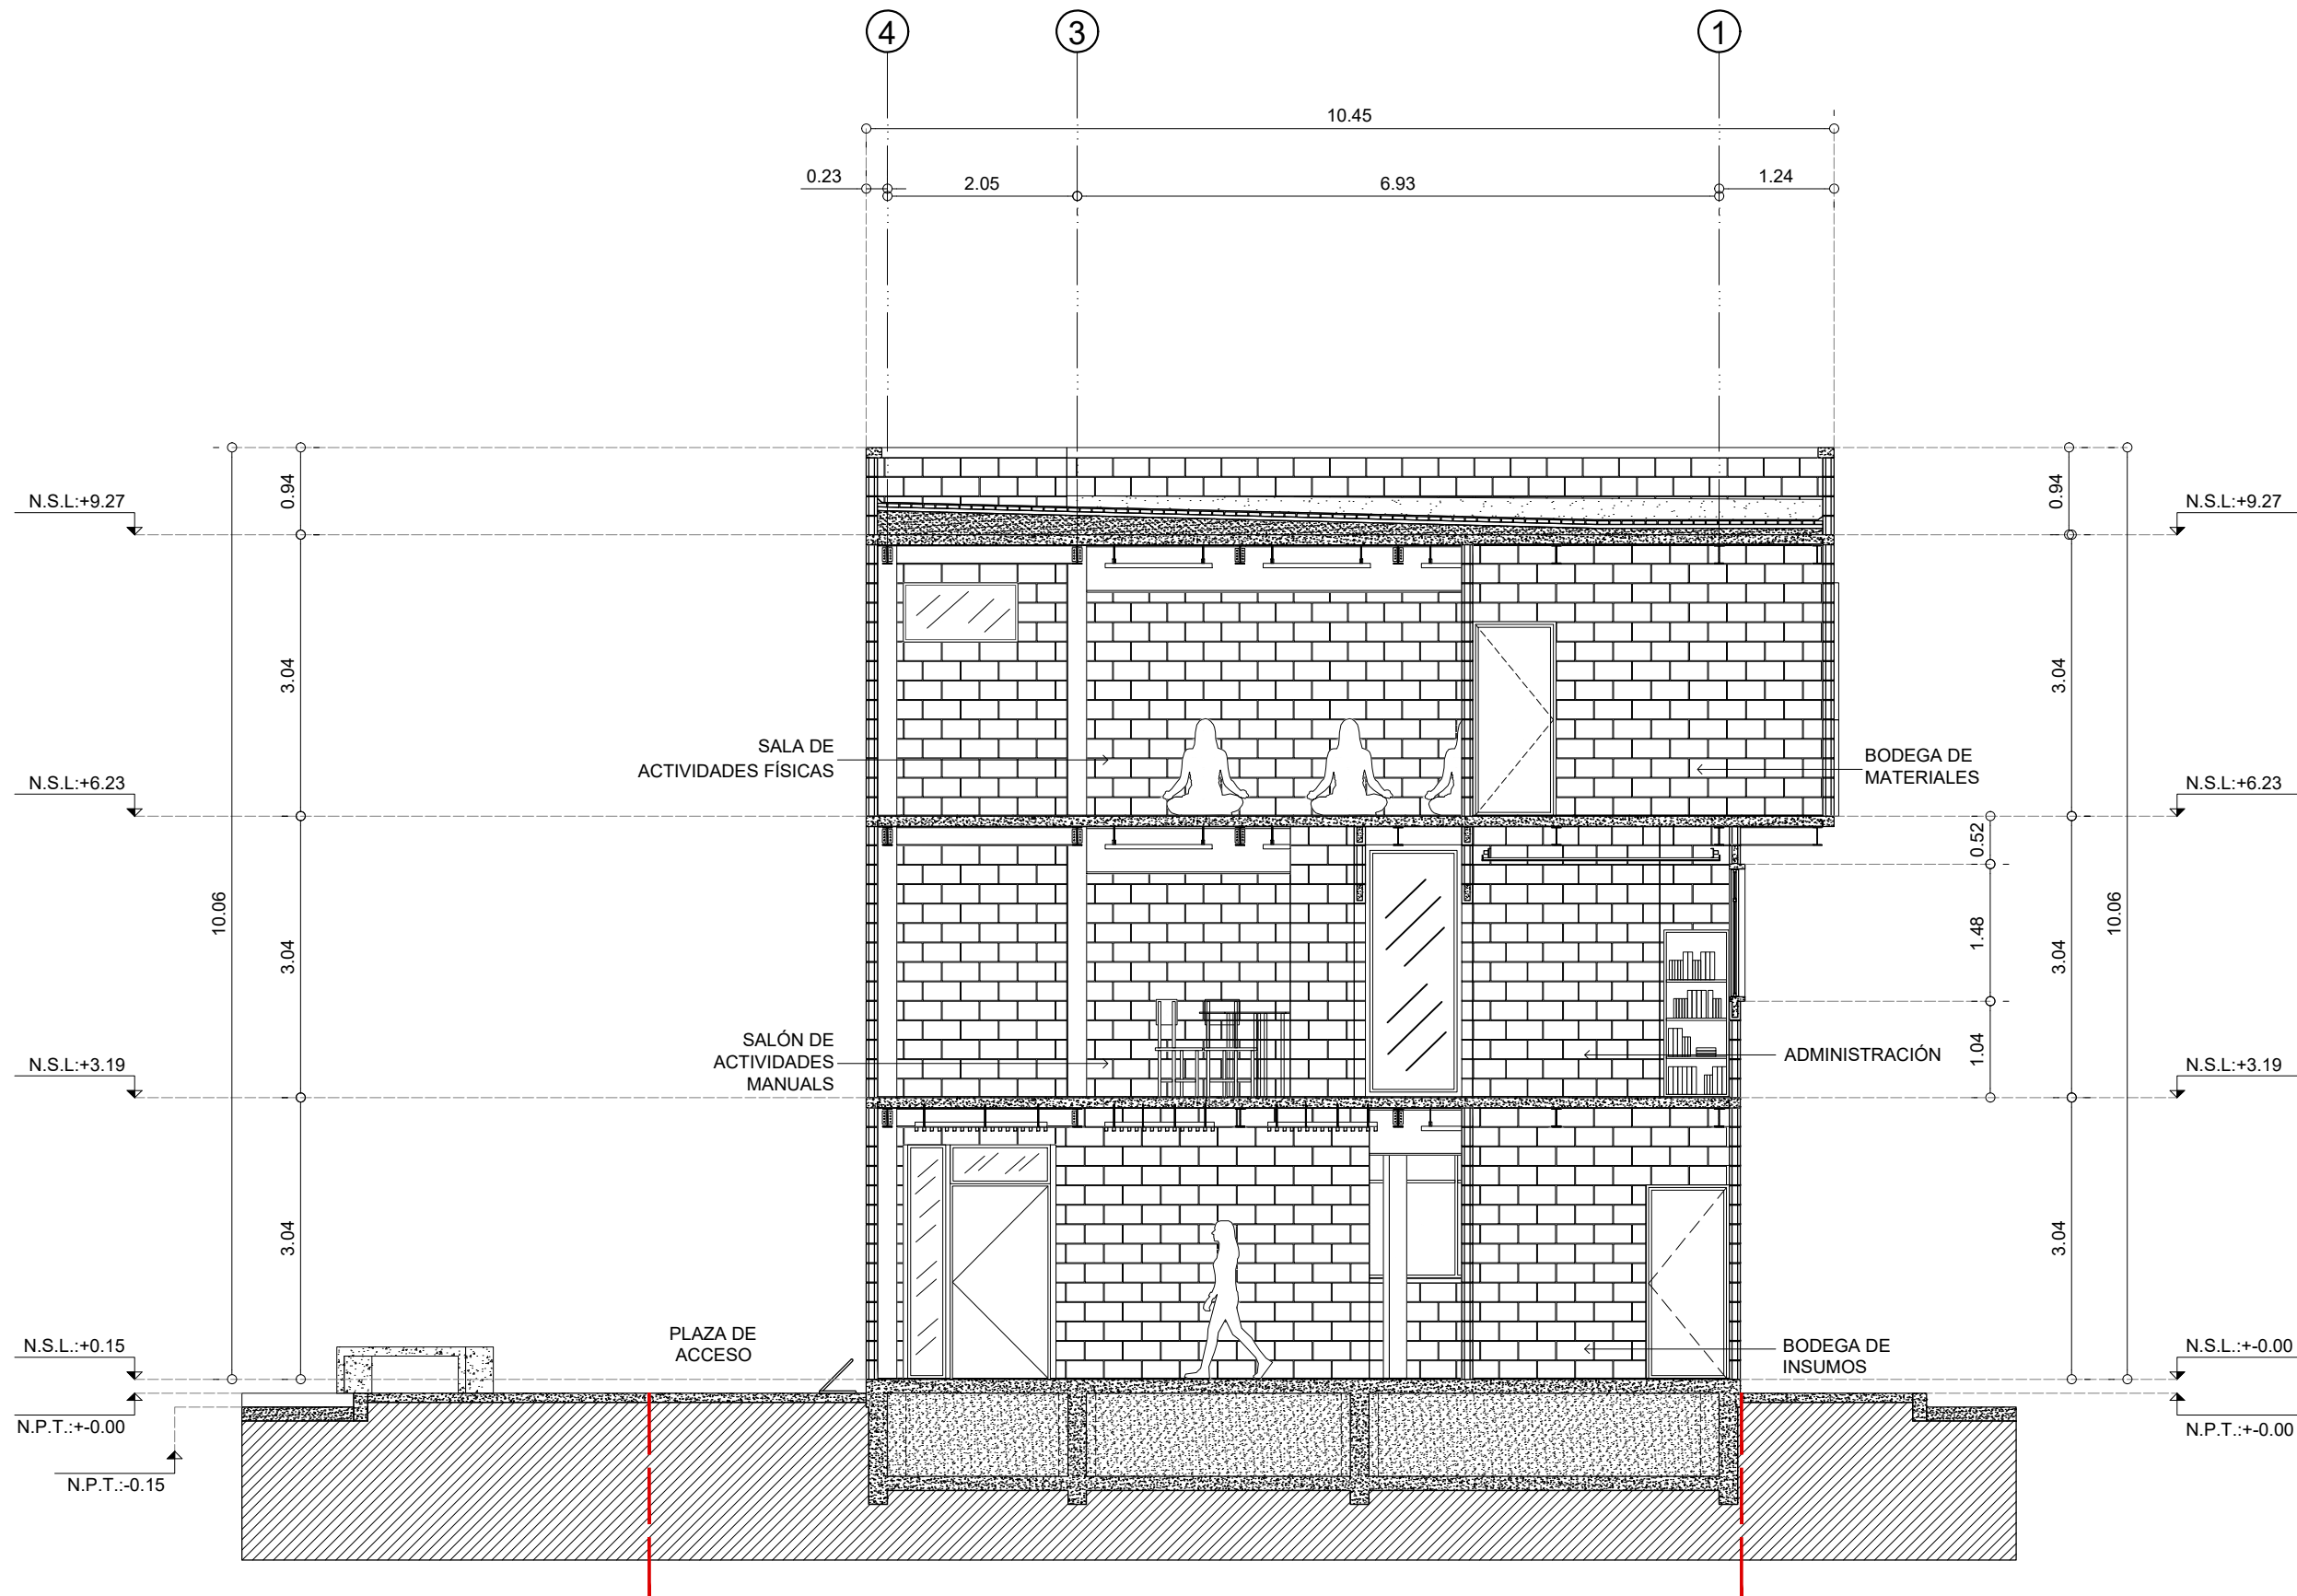 4
3
1
10.45
0.23
2.05
6.93
1.24
0.94
0.94
N.S.L:+9.27
N.S.L:+9.27
3.04
3.04
SALA DE
ACTIVIDADES FÍSICAS
BODEGA DE
MATERIALES
N.S.L:+6.23
N.S.L:+6.23
0.52
10.06
3.04
1.48
3.04
10.06
SALÓN DE
ACTIVIDADES
MANUALS
1.04
ADMINISTRACIÓN
N.S.L:+3.19
N.S.L:+3.19
3.04
3.04
PLAZA DE
ACCESO
BODEGA DE
INSUMOS
N.S.L.:+0.15
N.S.L.:+-0.00
N.P.T.:+-0.00
N.P.T.:+-0.00
N.P.T.:-0.15